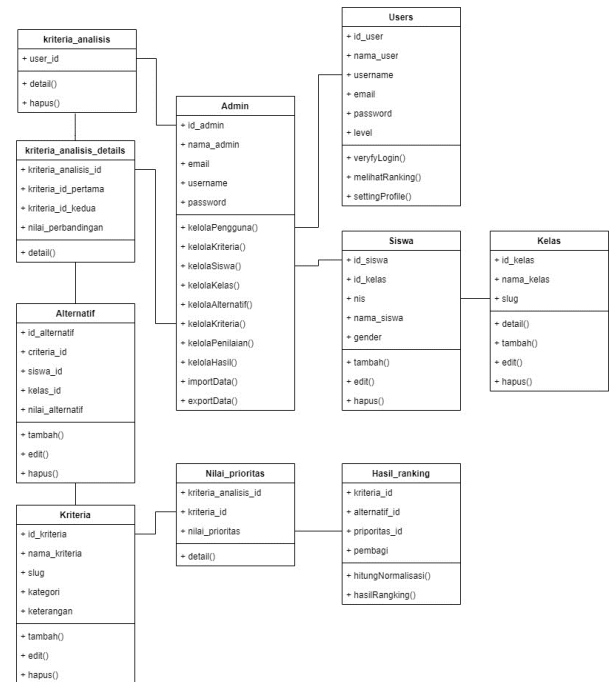 kriteria_analisis
+ user_id
+ detail()
+ hapus()
kriteria_analysis_details
+ kriteria_analysis_id
+ kriteria_id_pertama
+ kriteria_id_kedua
+ nilai_perbandingan
+ detail()
Alternatif
+ id_alternatif
+ criteria_id
+ siswa_id
+ kelas_id
+ nilai_alternatif
+ tambah()
+ edit()
+ hapus()
Kriteria
+ id_kriteria
+ nama_kriteria
+ slug
+ kategori
+ keterangan
+ tambah()
+ edit()
+ hapus()
Admin
+ id_admin
+ nama_admin
+ email
+ username
+ password
+ kelolaPengguna()
+ kelolaKriteria()
+ kelolaSiswa()
+ kelolaKelas()
+ kelolaAlternatif()
+ kelolaKriteria()
+ kelolaPenilaian()
+ kelolaHasil()
+ importData()
+ exportData()
Nilai_prioritas
+ kriteria_analysis_id
+ kriteria_id
+ nilai_prioritas
+ detail()
Users
+ id_user
+ nama_user
+ username
+ email
+ password
+ level
+ veryfyLogin()
+ melihatRanking()
+ settingProfile()
Siswa
+ id_siswa
+ id_kelas
+ nis
+ nama_siswa
+ gender
+ tambah()
+ edit()
+ hapus()
Hasil_ranking
+ kriteria_id
+ alternatif_id
+ priporitas_id
+ pembagi
+ hitungNormalisasi()
+ hasilRangking()
Kelas
+ id_kelas
+ nama_kelas
+ slug
+ detail()
+ tambah()
+ edit()
+ hapus()